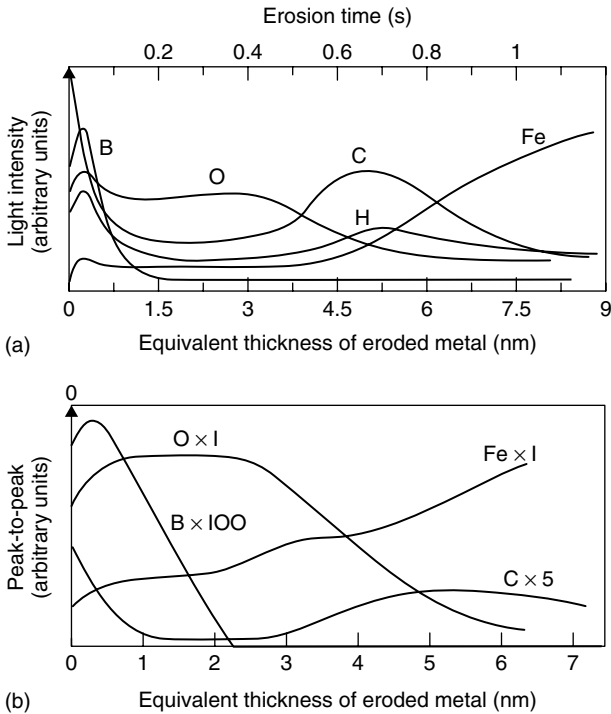 Erosion time (s)
0.2 0.4 0.6 0.8 1
Light intensity
(arbitrary units)
B
O
C
H
Fe
0 1.5 3 4.5 6 7.5 9
(a)
Equivalent thickness of eroded metal (nm)
0
Peak-to-peak
(arbitrary units)
O × I
B × IOO
Fe × I
C × 5
0 1 2 3 4 5 6 7
(b)
Equivalent thickness of eroded metal (nm)